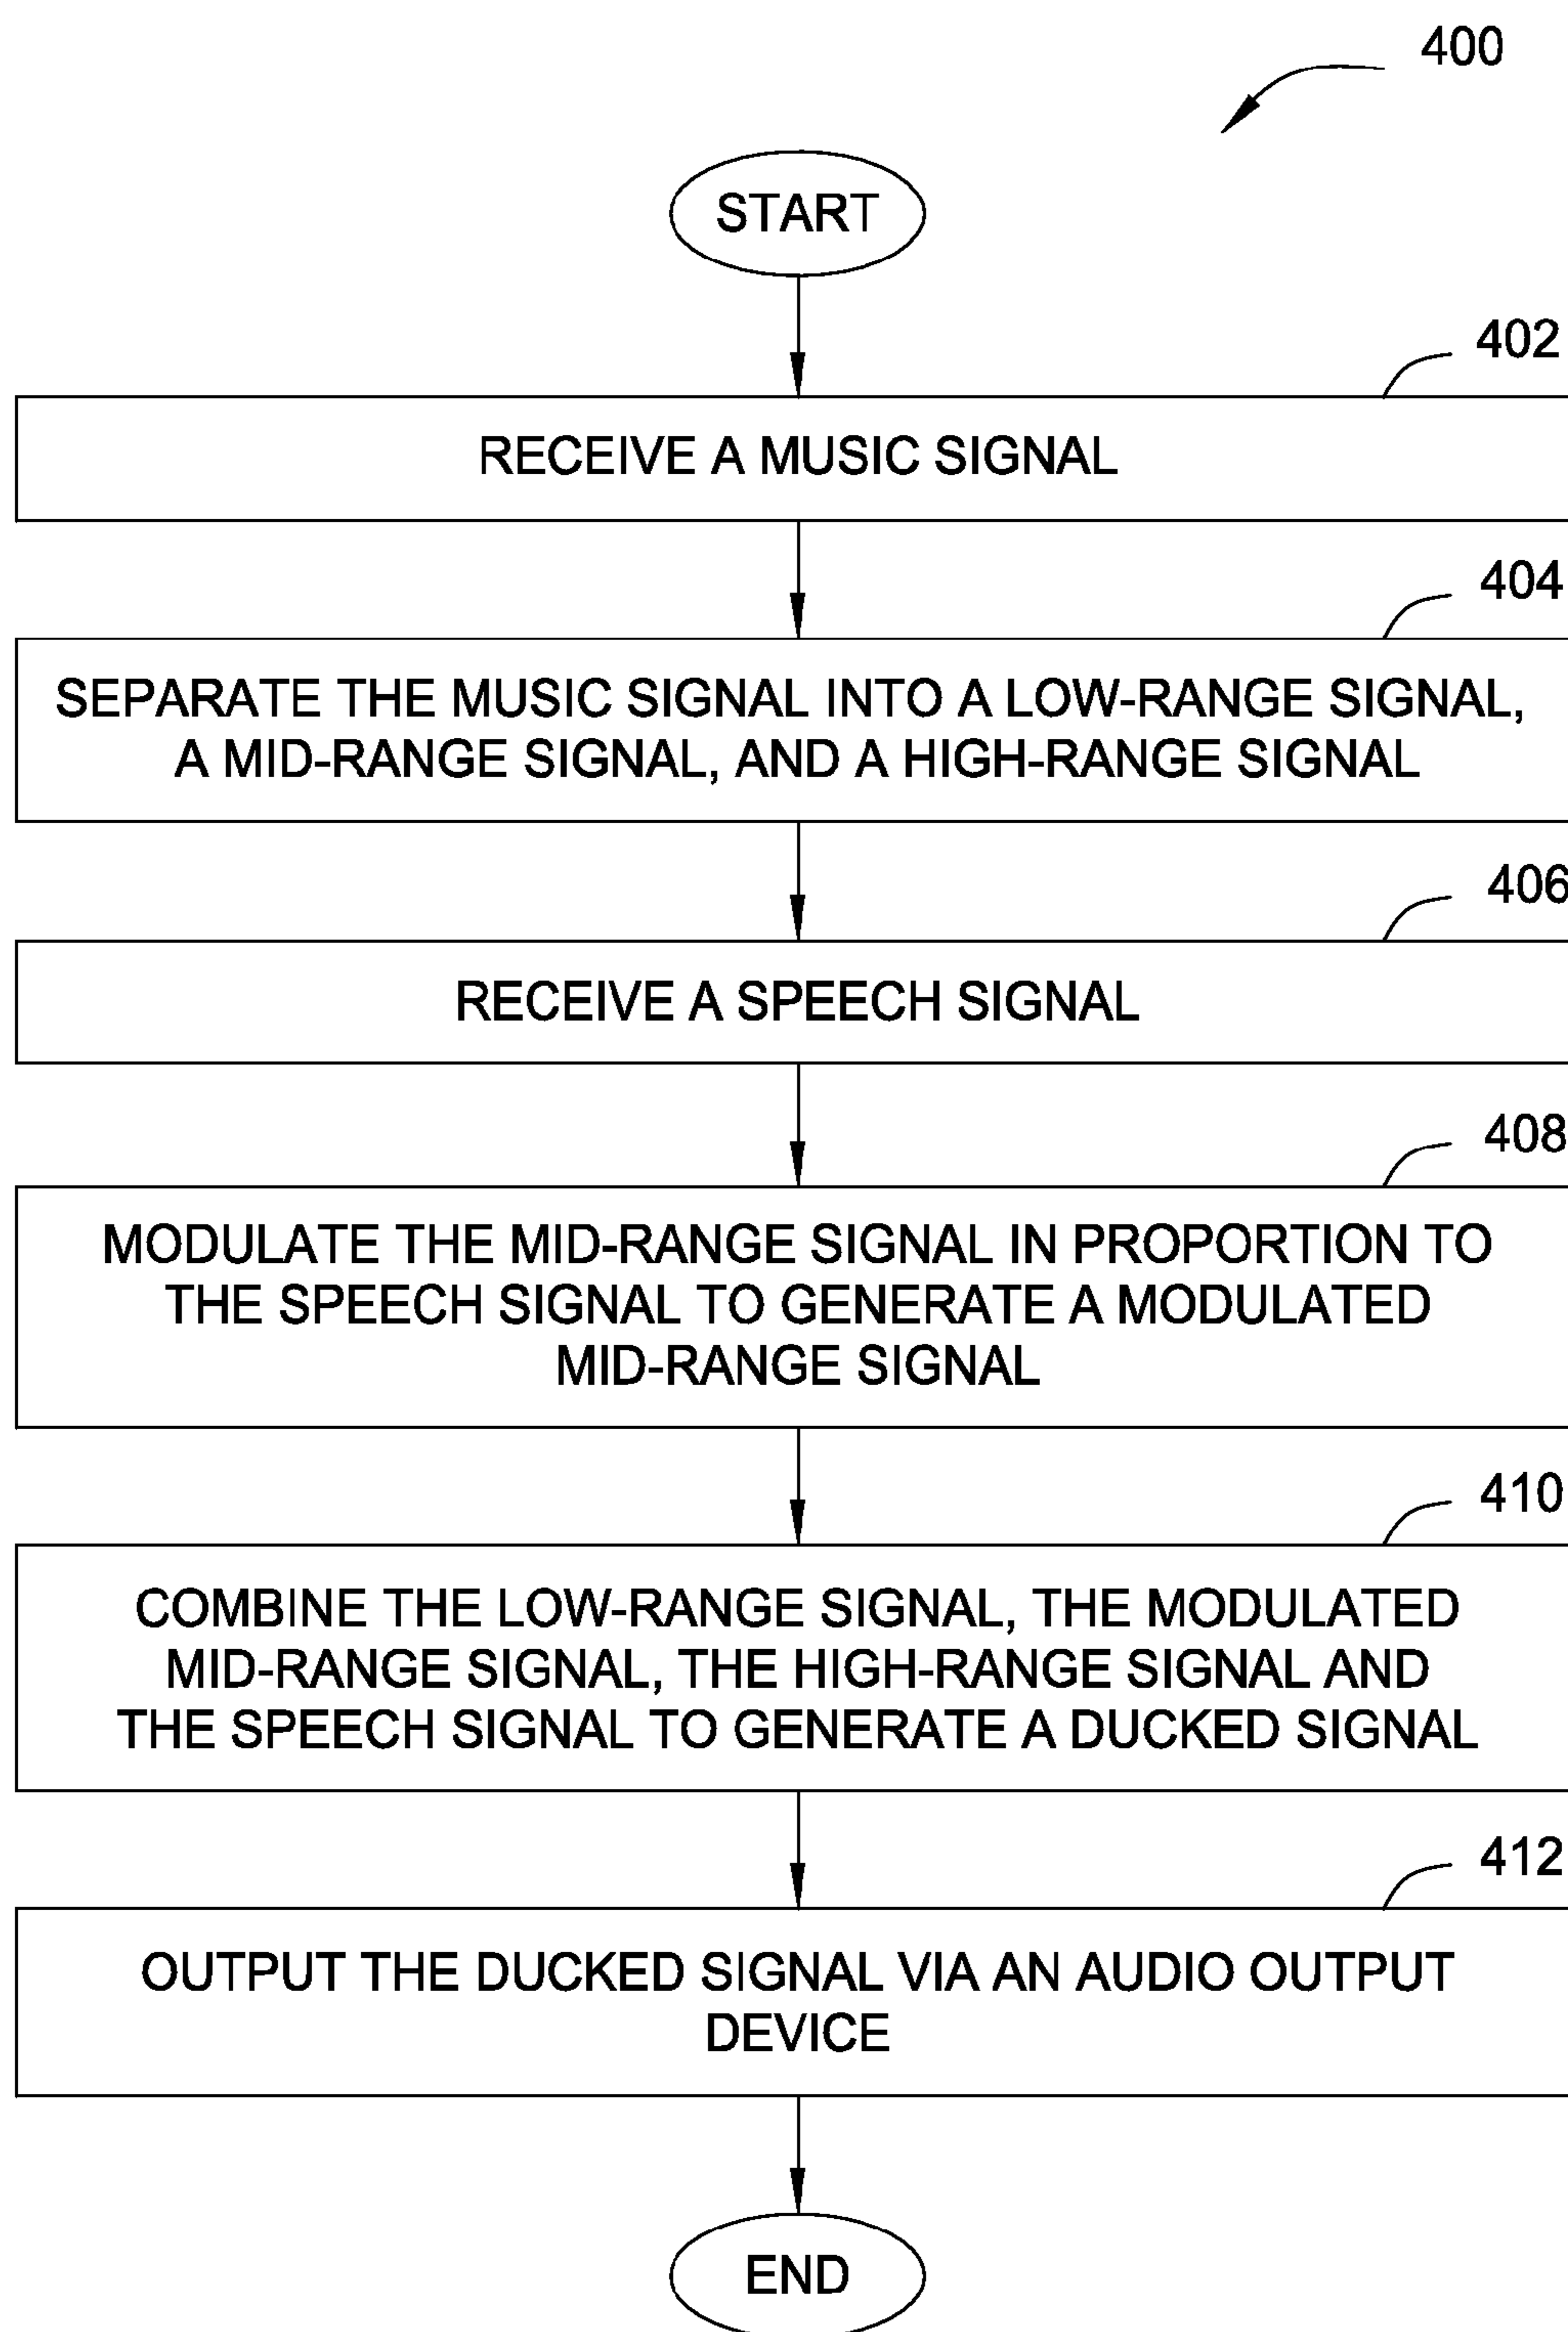 400
START
402
RECEIVE A MUSIC SIGNAL
404
SEPARATE THE MUSIC SIGNAL INTO A LOW-RANGE SIGNAL,
A MID-RANGE SIGNAL, AND A HIGH-RANGE SIGNAL
406
RECEIVE A SPEECH SIGNAL
408
MODULATE THE MID-RANGE SIGNAL IN PROPORTION TO
THE SPEECH SIGNAL TO GENERATE A MODULATED
MID-RANGE SIGNAL
410
COMBINE THE LOW-RANGE SIGNAL, THE MODULATED
MID-RANGE SIGNAL, THE HIGH-RANGE SIGNAL AND
THE SPEECH SIGNAL TO GENERATE A DUCKED SIGNAL
412
OUTPUT THE DUCKED SIGNAL VIA AN AUDIO OUTPUT
DEVICE
END